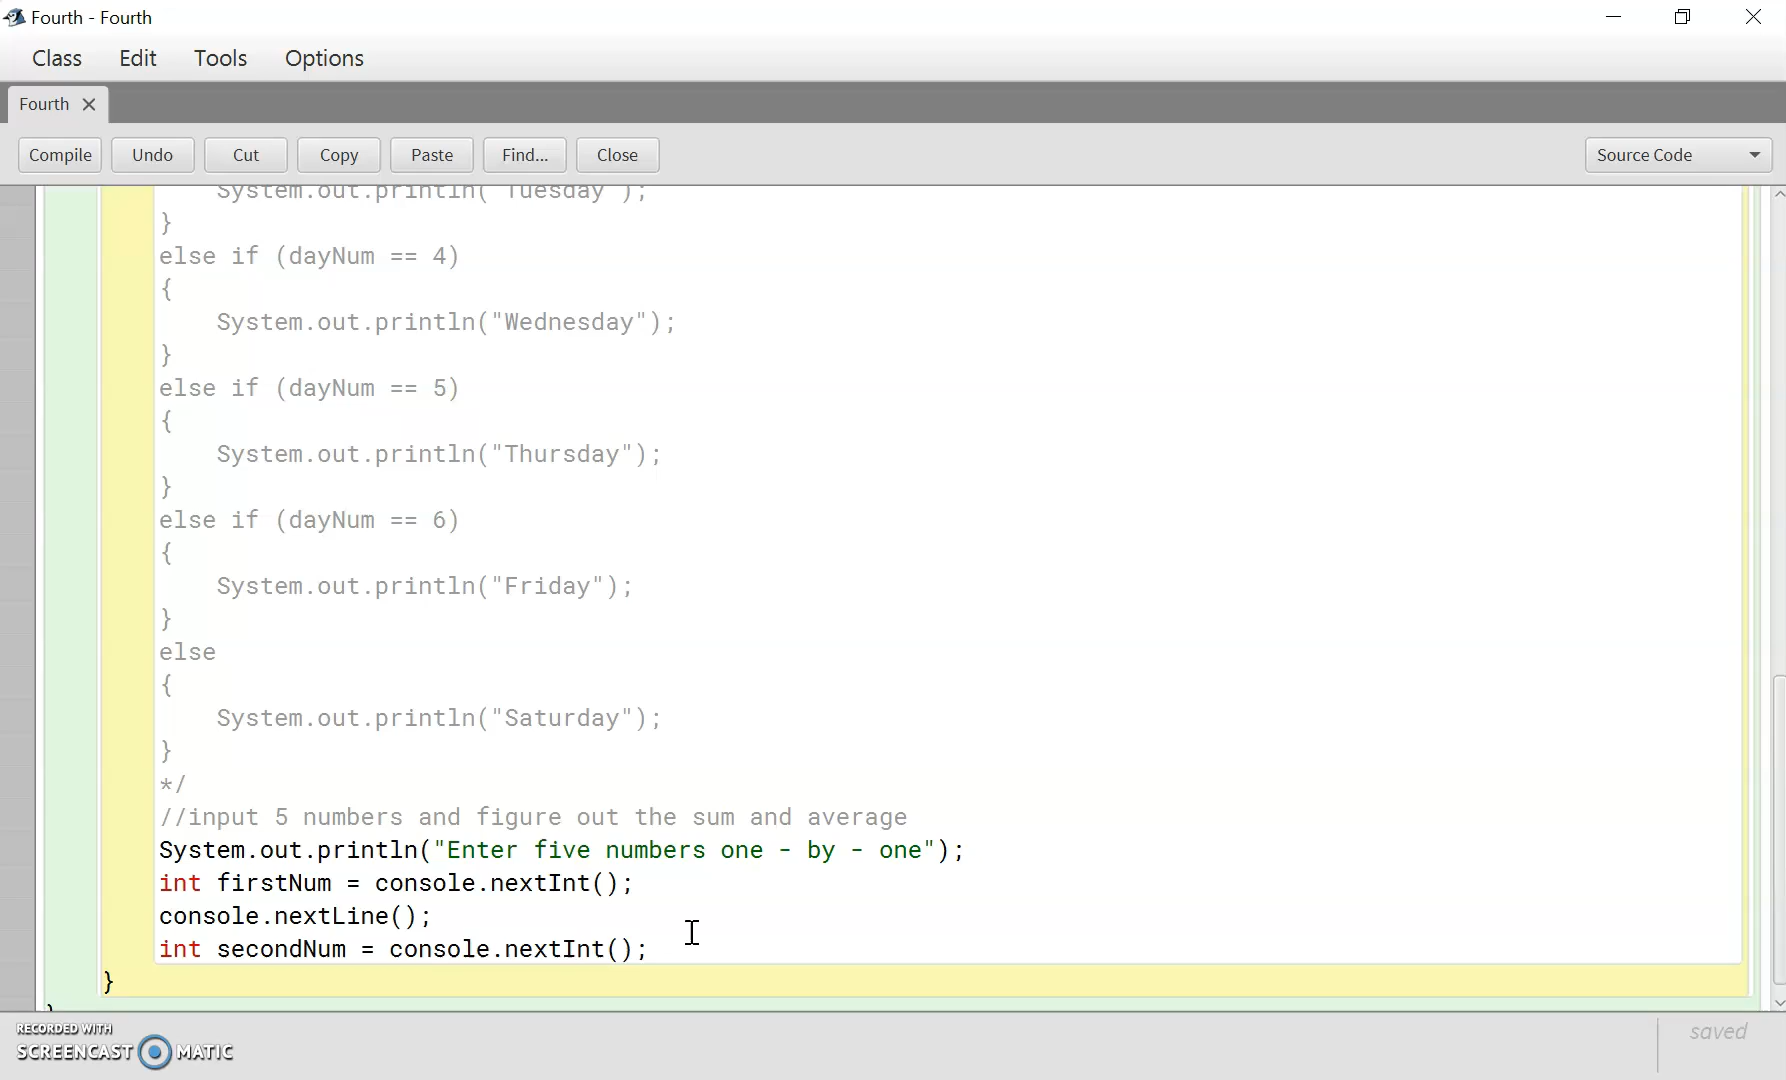 Fourth - Fourth
Class Edit Tools Options
Fourth
Compile Undo Cut Copy Paste Find... Close Source Code
System.out.println("Tuesday");
}
else if (dayNum == 4)
{
System.out.println("Wednesday");
}
else if (dayNum == 5)
{
System.out.println("Thursday");
}
else if (dayNum == 6)
{
System.out.println("Friday");
}
else
{
System.out.println("Saturday");
}
*/
//input 5 numbers and figure out the sum and average
System.out.println("Enter five numbers one - by - one");
int firstNum = console.nextInt();
console.nextLine();
int secondNum = console.nextInt();
}
RECORDED WITH
SCREENCAST MATIC
saved